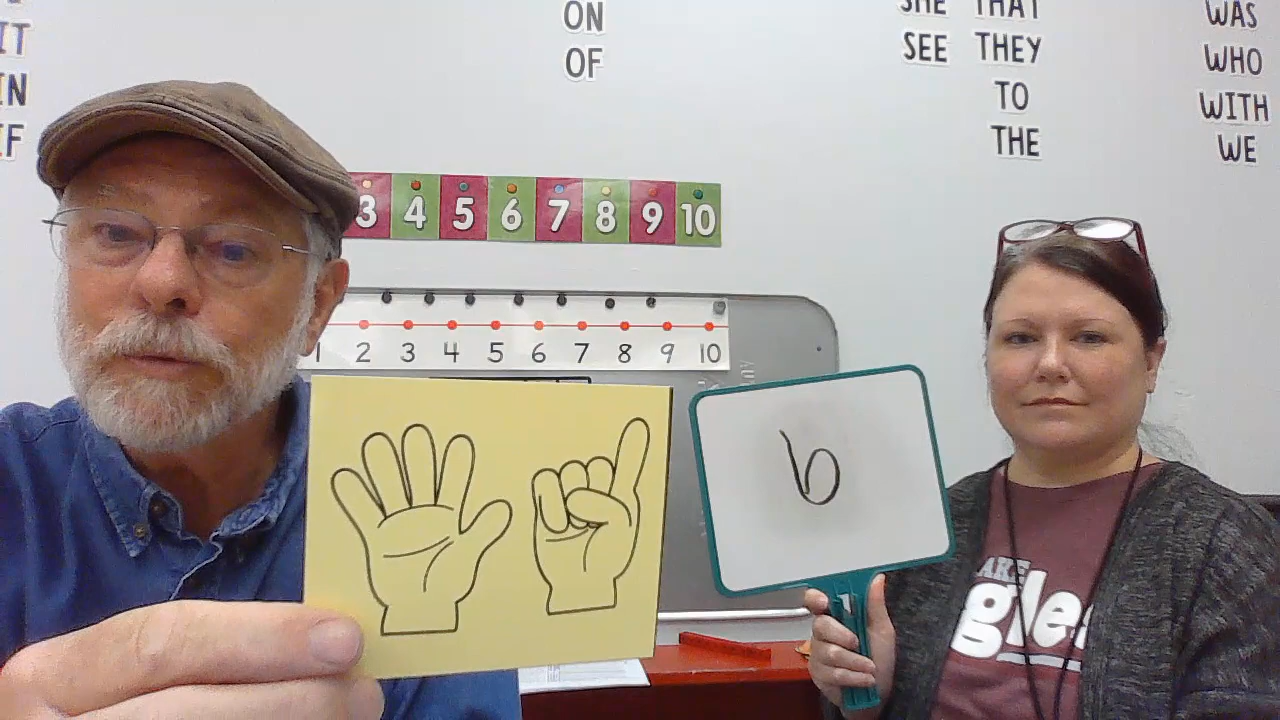 IT
IN
IF
ON
OF
SHE
SEE
THAT
THEY
TO
THE
WAS
WHO
WITH
WE
3 4 5 6 7 8 9 10
1 2 3 4 5 6 7 8 9 10
6